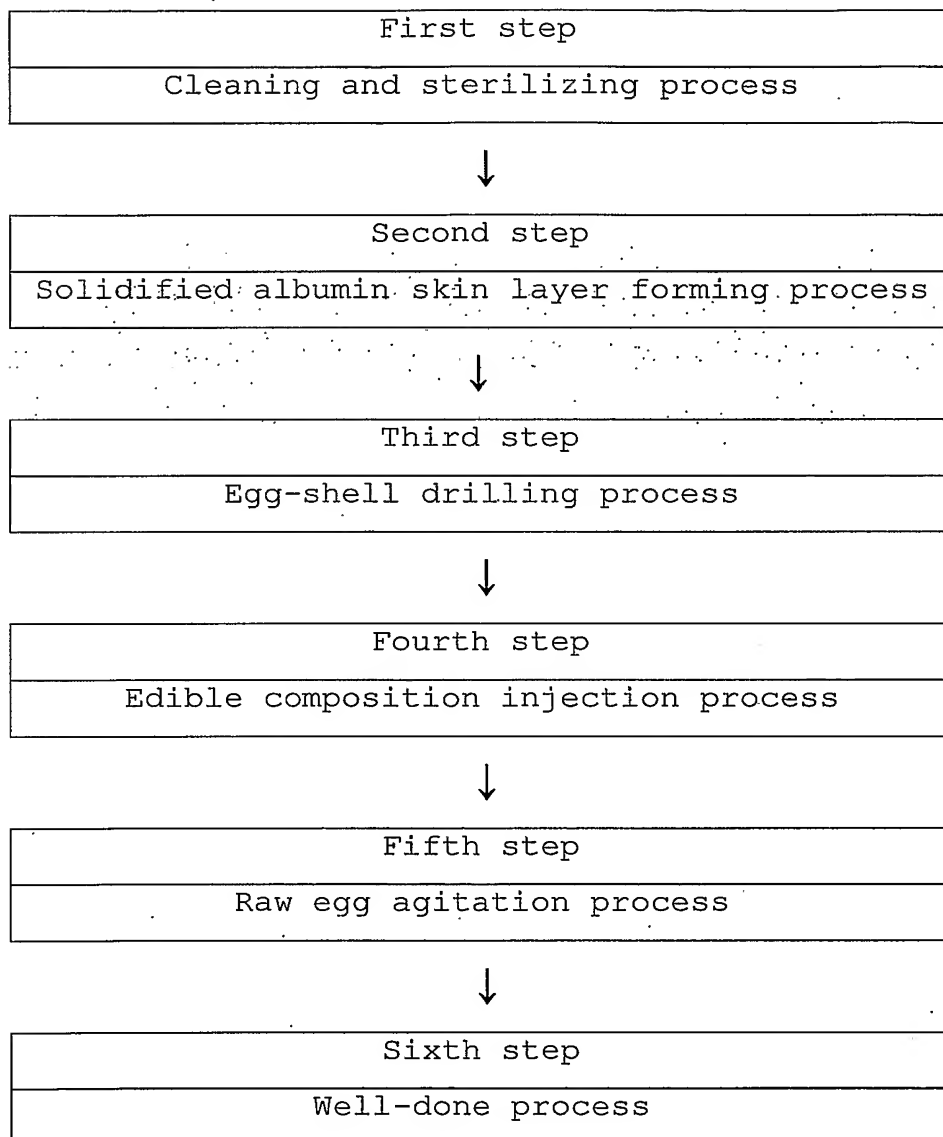 First step
Cleaning and sterilizing process
↓
Second step
Solidified albumin skin layer forming process
↓
Third step
Egg-shell drilling process
↓
Fourth step
Edible composition injection process
↓
Fifth step
Raw egg agitation process
↓
Sixth step
Well-done process